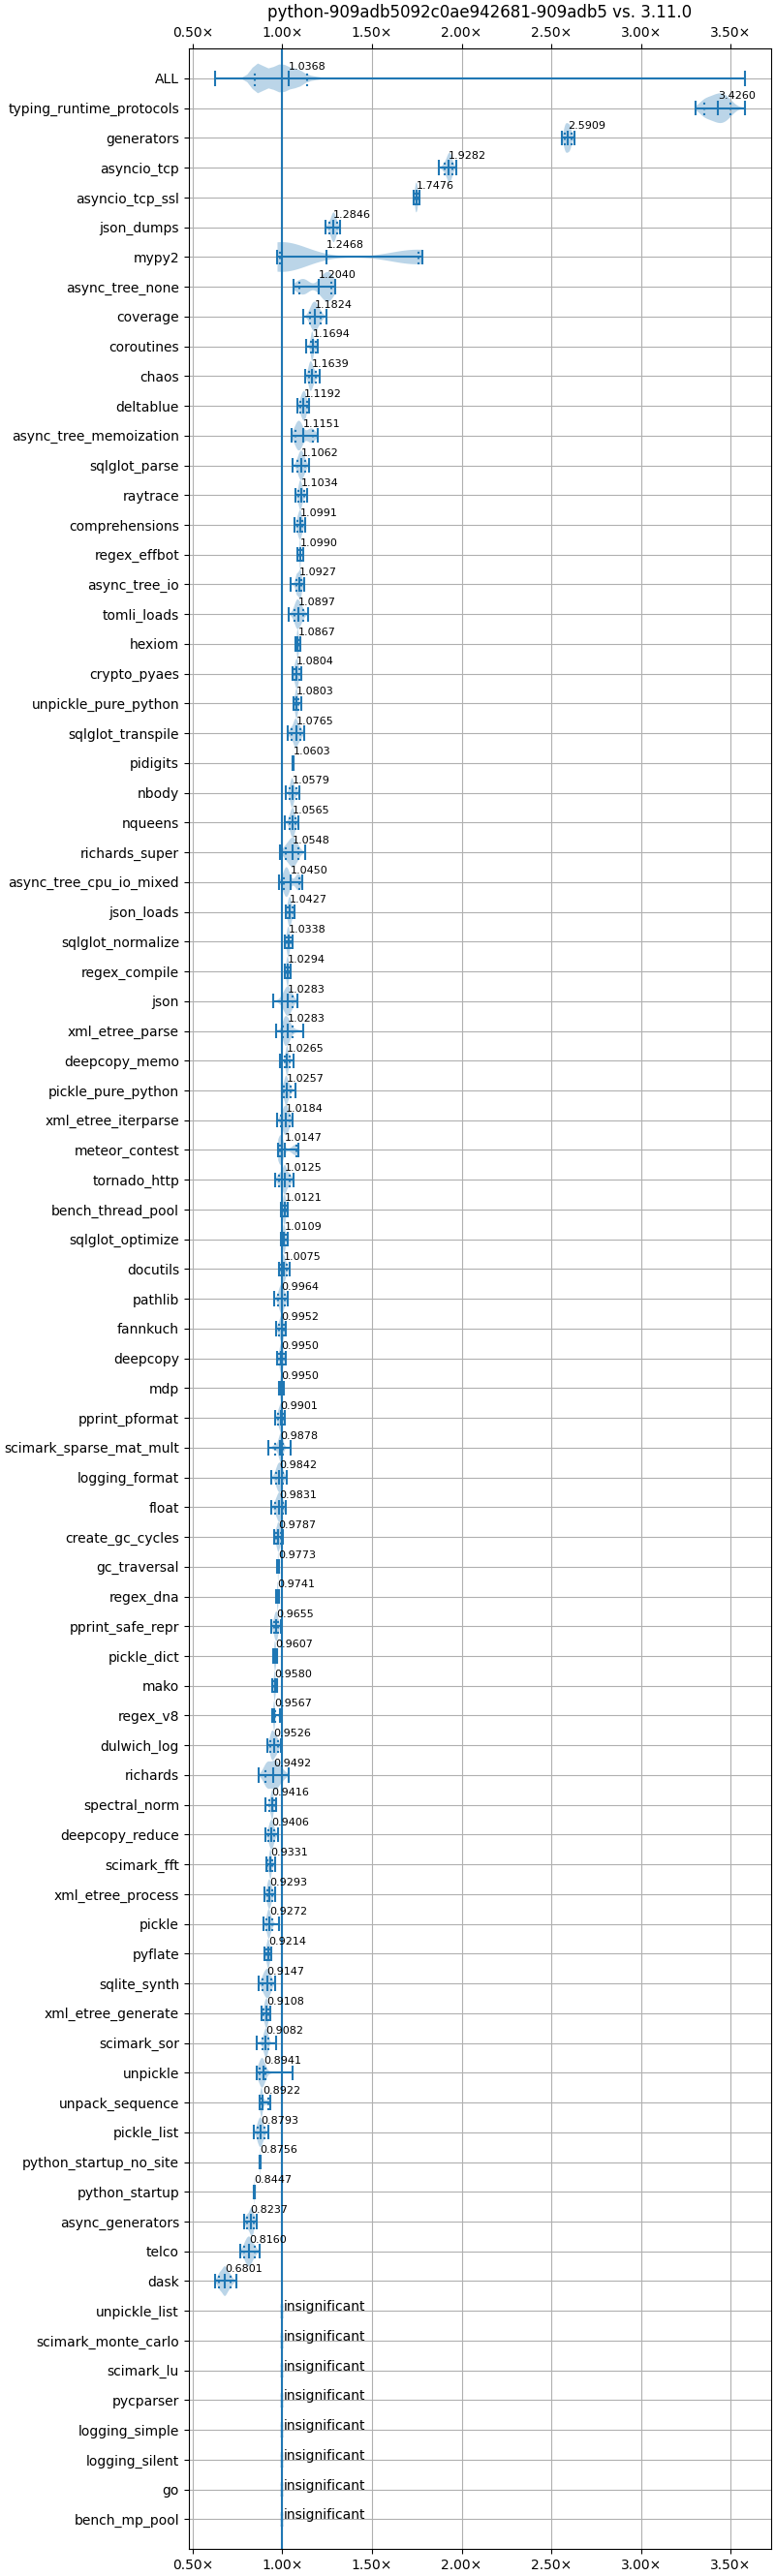 python-909adb5092c0ae942681-909adb5 vs. 3.11.0
0.50× 1.00× 1.50× 2.00× 2.50× 3.00× 3.50×
ALL 1.0368
typing_runtime_protocols 3.4260
generators 2.5909
asyncio_tcp 1.9282
asyncio_tcp_ssl 1.7476
json_dumps 1.2846
mypy2 1.2468
async_tree_none 1.2040
coverage 1.1824
coroutines 1.1694
chaos 1.1639
deltablue 1.1192
async_tree_memoization 1.1151
sqlglot_parse 1.1062
raytrace 1.1034
comprehensions 1.0991
regex_effbot 1.0990
async_tree_io 1.0927
tomli_loads 1.0897
hexiom 1.0867
crypto_pyaes 1.0804
unpickle_pure_python 1.0803
sqlglot_transpile 1.0765
pidigits 1.0603
nbody 1.0579
nqueens 1.0565
richards_super 1.0548
async_tree_cpu_io_mixed 1.0450
json_loads 1.0427
sqlglot_normalize 1.0338
regex_compile 1.0294
json 1.0283
xml_etree_parse 1.0283
deepcopy_memo 1.0265
pickle_pure_python 1.0257
xml_etree_iterparse 1.0184
meteor_contest 1.0147
tornado_http 1.0125
bench_thread_pool 1.0121
sqlglot_optimize 1.0109
docutils 1.0075
pathlib 0.9964
fannkuch 0.9952
deepcopy 0.9950
mdp 0.9950
pprint_pformat 0.9901
scimark_sparse_mat_mult 0.9878
logging_format 0.9842
float 0.9831
create_gc_cycles 0.9787
gc_traversal 0.9773
regex_dna 0.9741
pprint_safe_repr 0.9655
pickle_dict 0.9607
mako 0.9580
regex_v8 0.9567
dulwich_log 0.9526
richards 0.9492
spectral_norm 0.9416
deepcopy_reduce 0.9406
scimark_fft 0.9331
xml_etree_process 0.9293
pickle 0.9272
pyflate 0.9214
sqlite_synth 0.9147
xml_etree_generate 0.9108
scimark_sor 0.9082
unpickle 0.8941
unpack_sequence 0.8922
pickle_list 0.8793
python_startup_no_site 0.8756
python_startup 0.8447
async_generators 0.8237
telco 0.8160
dask 0.6801
unpickle_list insignificant
scimark_monte_carlo insignificant
scimark_lu insignificant
pycparser insignificant
logging_simple insignificant
logging_silent insignificant
go insignificant
bench_mp_pool insignificant
0.50× 1.00× 1.50× 2.00× 2.50× 3.00× 3.50×